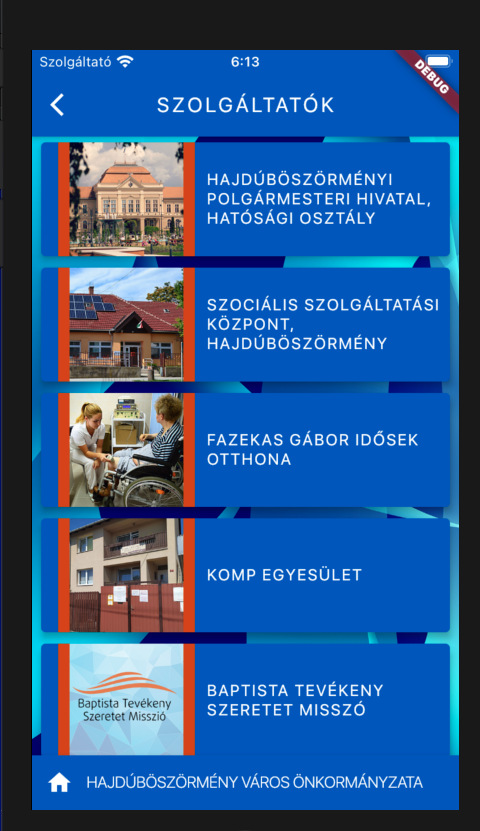 Szolgáltató
6:13
DEBUG
SZOLGÁLTATÓK
HAJDÚBÖSZÖRMÉNYI
POLGÁRMESTERI HIVATAL,
HATÓSÁGI OSZTÁLY
SZOCIÁLIS SZOLGÁLTATÁSI
KÖZPONT,
HAJDÚBÖSZÖRMÉNY
FAZEKAS GÁBOR IDŐSEK
OTTHONA
KOMP EGYESÜLET
Baptista Tevékeny
Szeretet Misszió
BAPTISTA TEVÉKENY
SZERETET MISSZÓ
HAJDÚBÖSZÖRMÉNY VÁROS ÖNKORMÁNYZATA